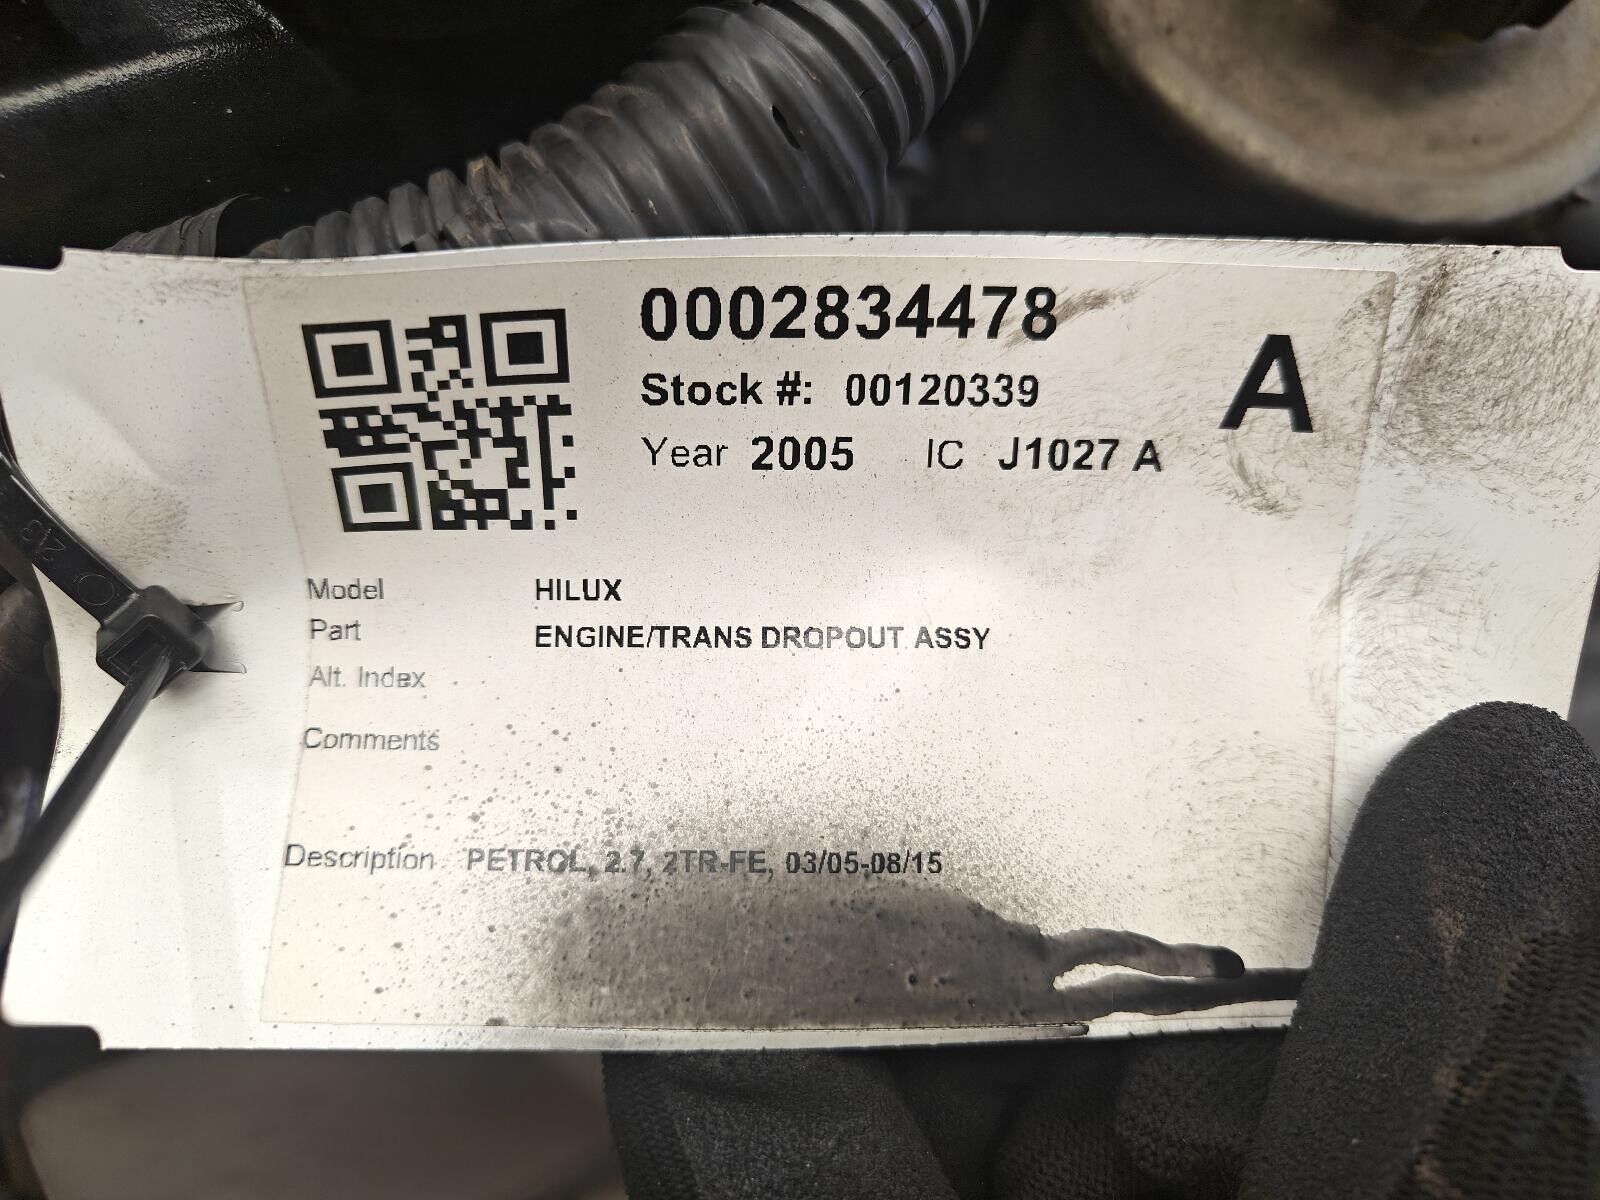 0002834478
A
Stock #: 00120339
Year 2005 IC J1027 A
Model HILUX
Part ENGINE/TRANS DROPOUT ASSY
Alt. Index
Comments
Description PETROL, 2.7, 2TR-FE, 03/05-08/15